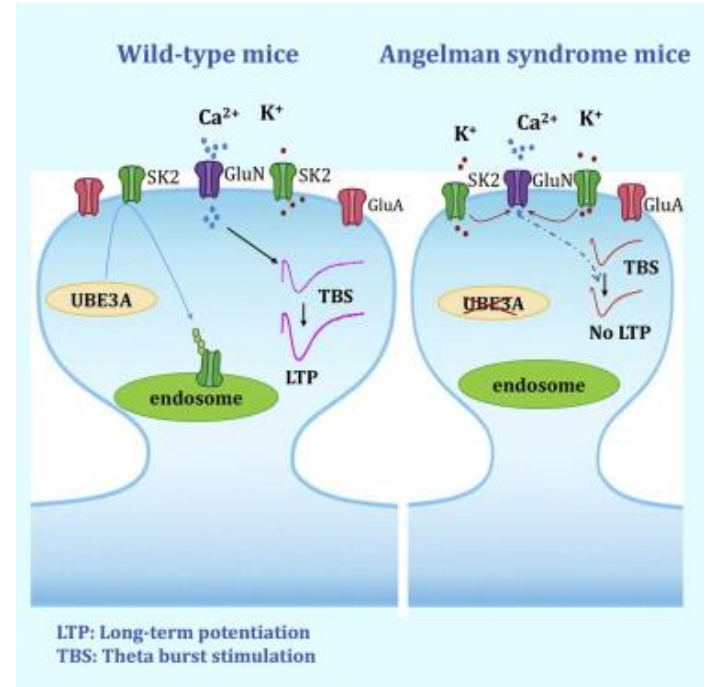 Wild-type mice
Angelman syndrome mice
Ca²⁺ K⁺
K⁺ Ca²⁺ K⁺
SK2 GluN SK2 GluA
SK2 GluN GluA
UBE3A
TBS
LTP
endosome
TBS
UBE3A
No LTP
endosome
LTP: Long-term potentiation
TBS: Theta burst stimulation